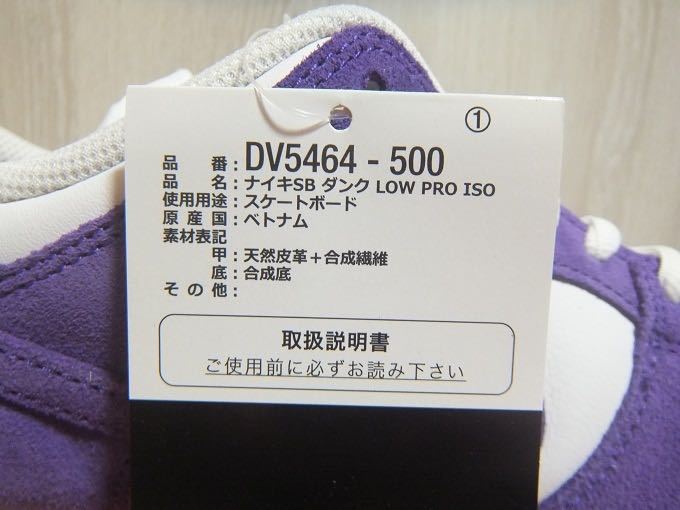 ①
品番：DV5464 - 500
品名：ナイキSB ダンク LOW PRO ISO
使用用途：スケートボード
原産国：ベトナム
素材表記
甲：天然皮革＋合成繊維
底：合成底
その他：
取扱説明書
ご使用前に必ずお読み下さい